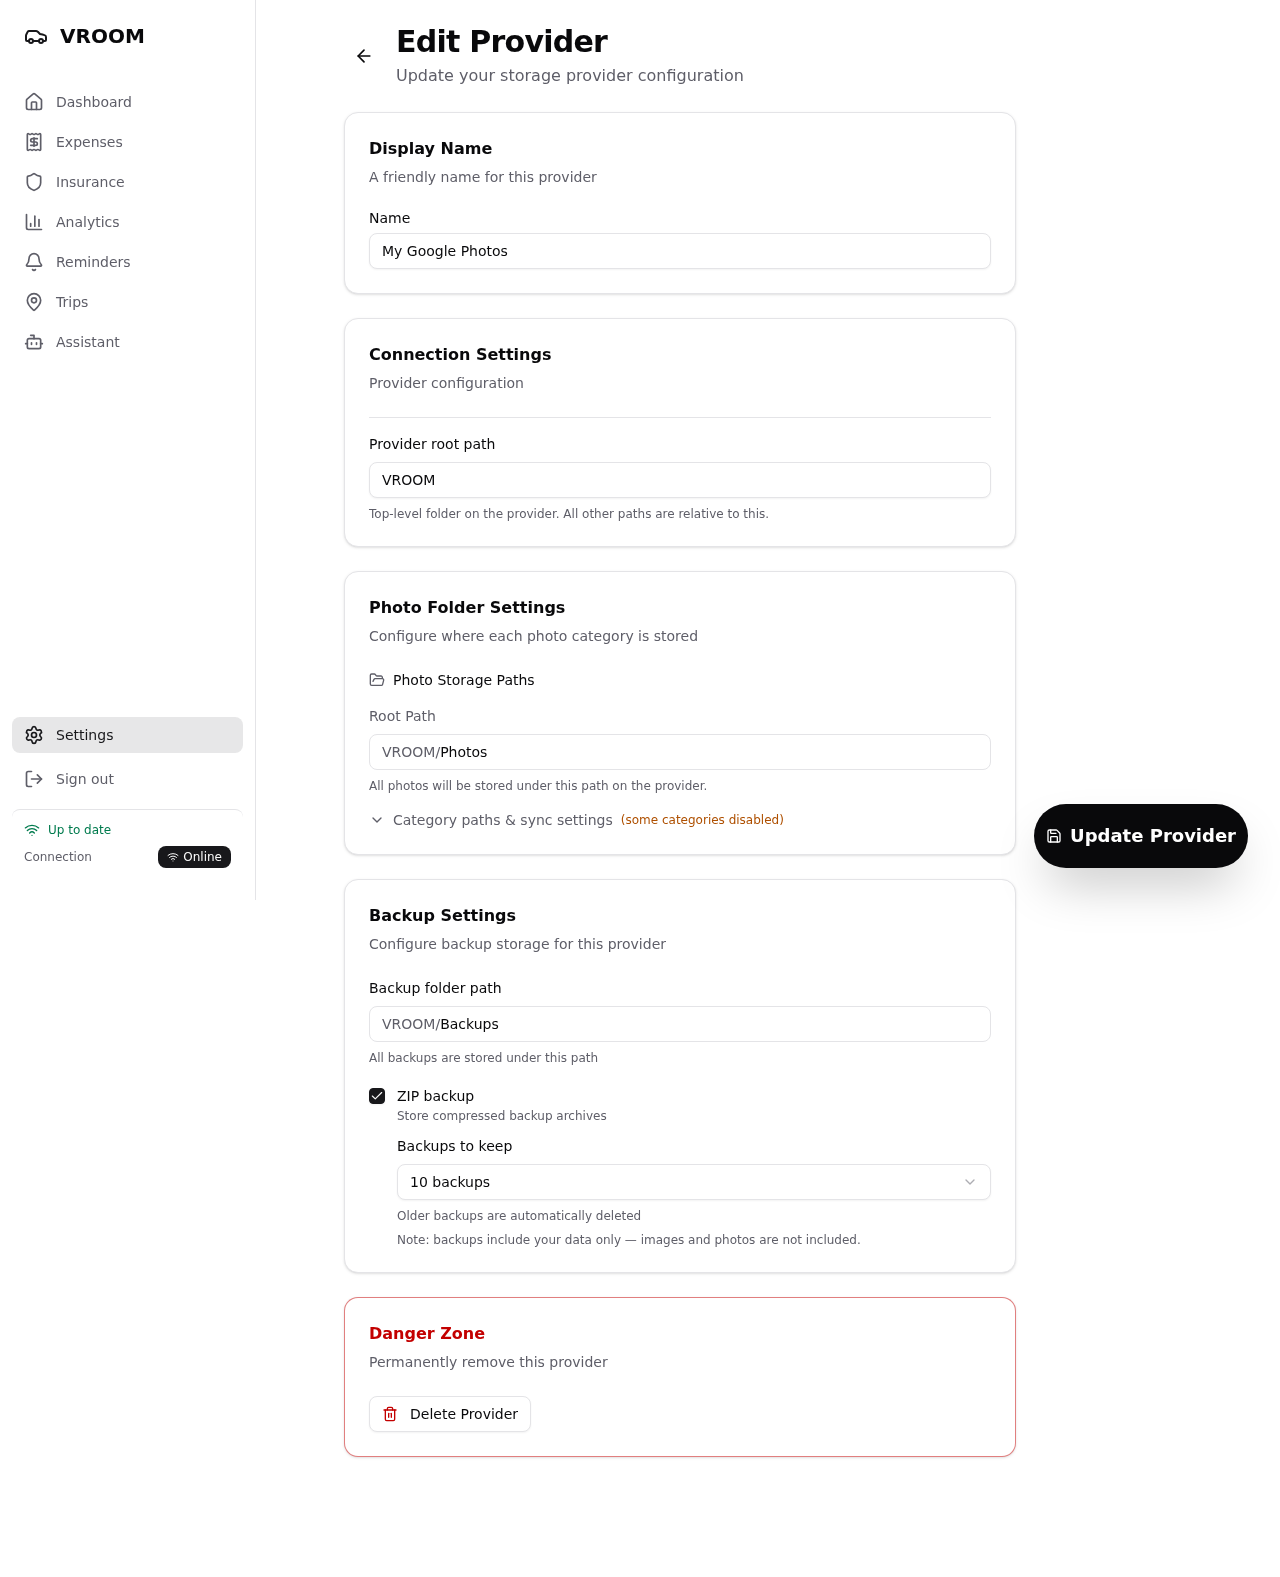 VROOM
Dashboard
Expenses
Insurance
Analytics
Reminders
Trips
Assistant
Settings
Sign out
Up to date
Connection
Online
Edit Provider
Update your storage provider configuration
Display Name
A friendly name for this provider
Name
My Google Photos
Connection Settings
Provider configuration
Provider root path
VROOM
Top-level folder on the provider. All other paths are relative to this.
Photo Folder Settings
Configure where each photo category is stored
Photo Storage Paths
Root Path
VROOM/Photos
All photos will be stored under this path on the provider.
Category paths & sync settings (some categories disabled)
Update Provider
Backup Settings
Configure backup storage for this provider
Backup folder path
VROOM/Backups
All backups are stored under this path
ZIP backup
Store compressed backup archives
Backups to keep
10 backups
Older backups are automatically deleted
Note: backups include your data only — images and photos are not included.
Danger Zone
Permanently remove this provider
Delete Provider